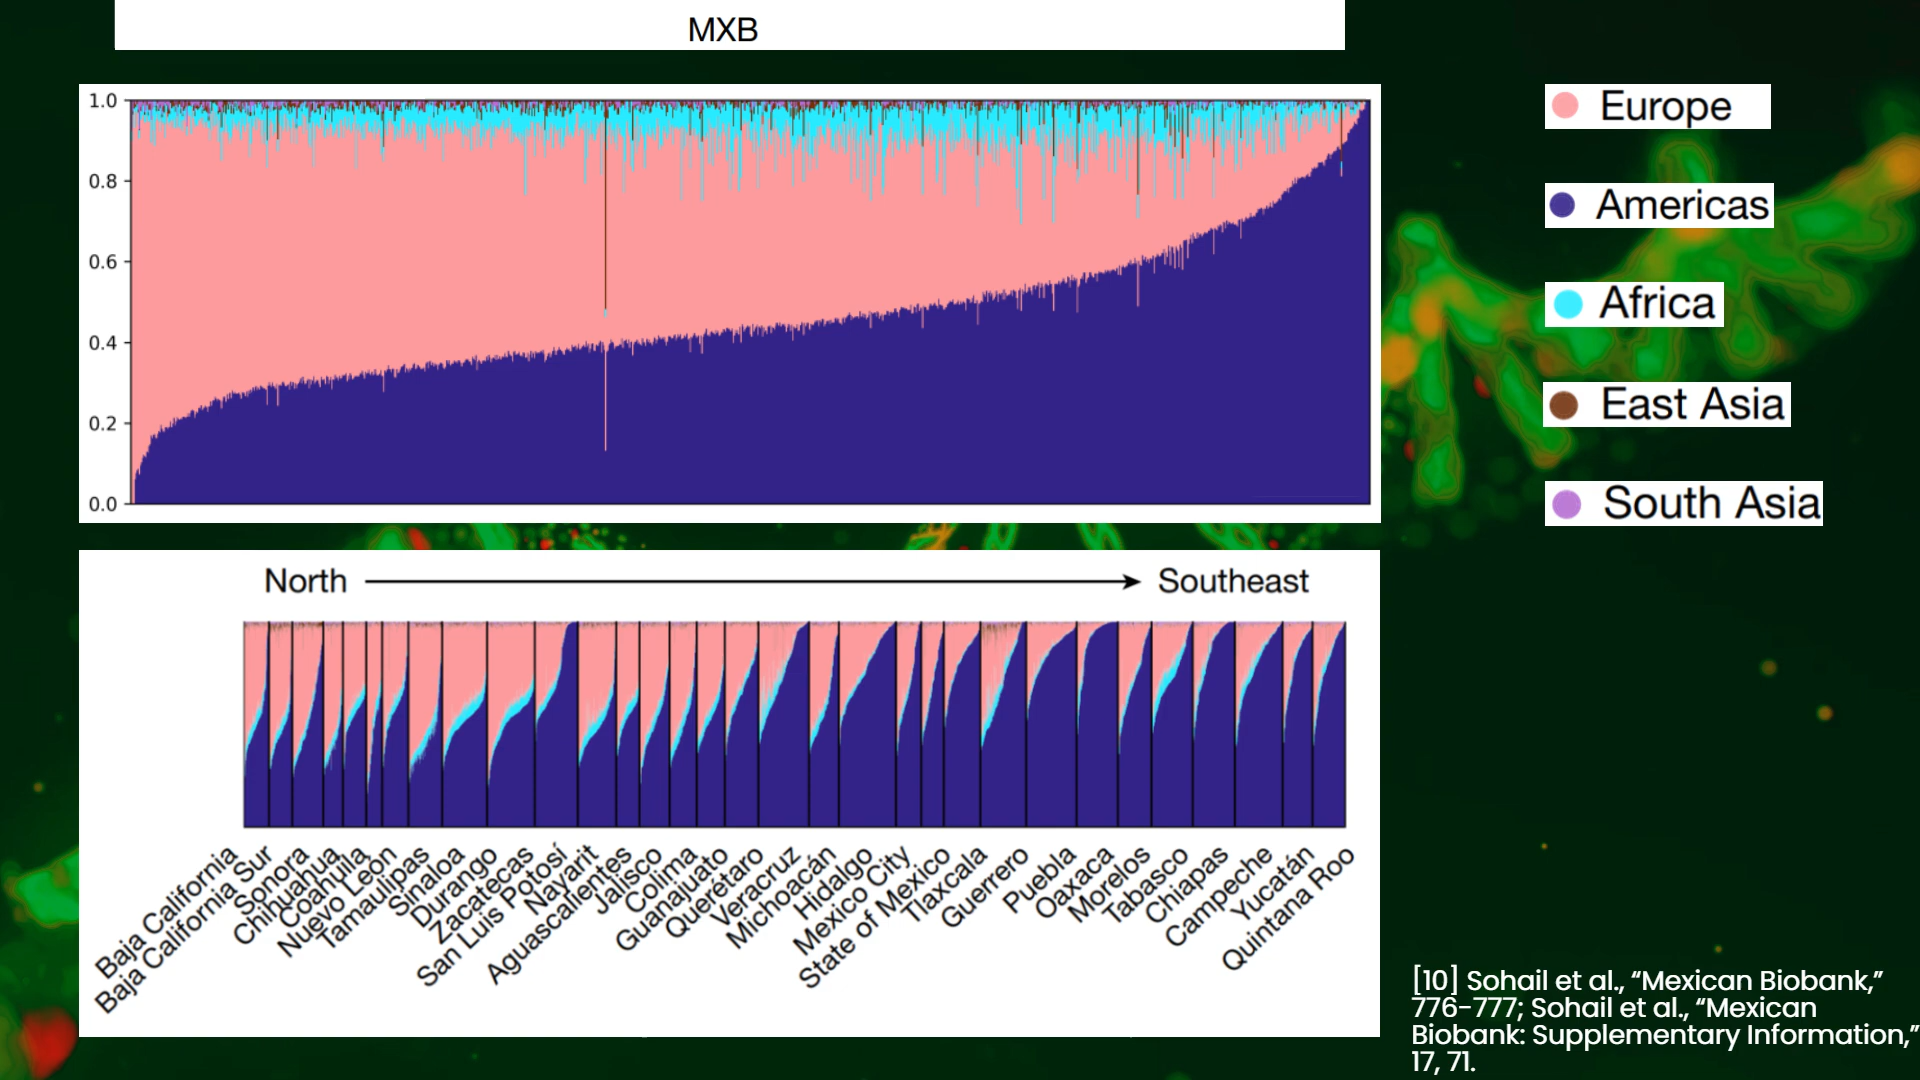 MXB
1.0
0.8
0.6
0.4
0.2
0.0
Europe
Americas
Africa
East Asia
South Asia
North
Southeast
Baja California
Baja California Sur
Sonora
Chihuahua
Coahuila
Nuevo León
Tamaulipas
Sinaloa
Durango
Zacatecas
San Luis Potosí
Nayarit
Aguascalientes
Jalisco
Colima
Guanajuato
Querétaro
Veracruz
Michoacán
Hidalgo
Mexico City
State of Mexico
Tlaxcala
Guerrero
Puebla
Oaxaca
Morelos
Tabasco
Chiapas
Campeche
Yucatán
Quintana Roo
[10] Sohail et al., “Mexican Biobank,”
776-777; Sohail et al., “Mexican
Biobank: Supplementary Information,”
17, 71.